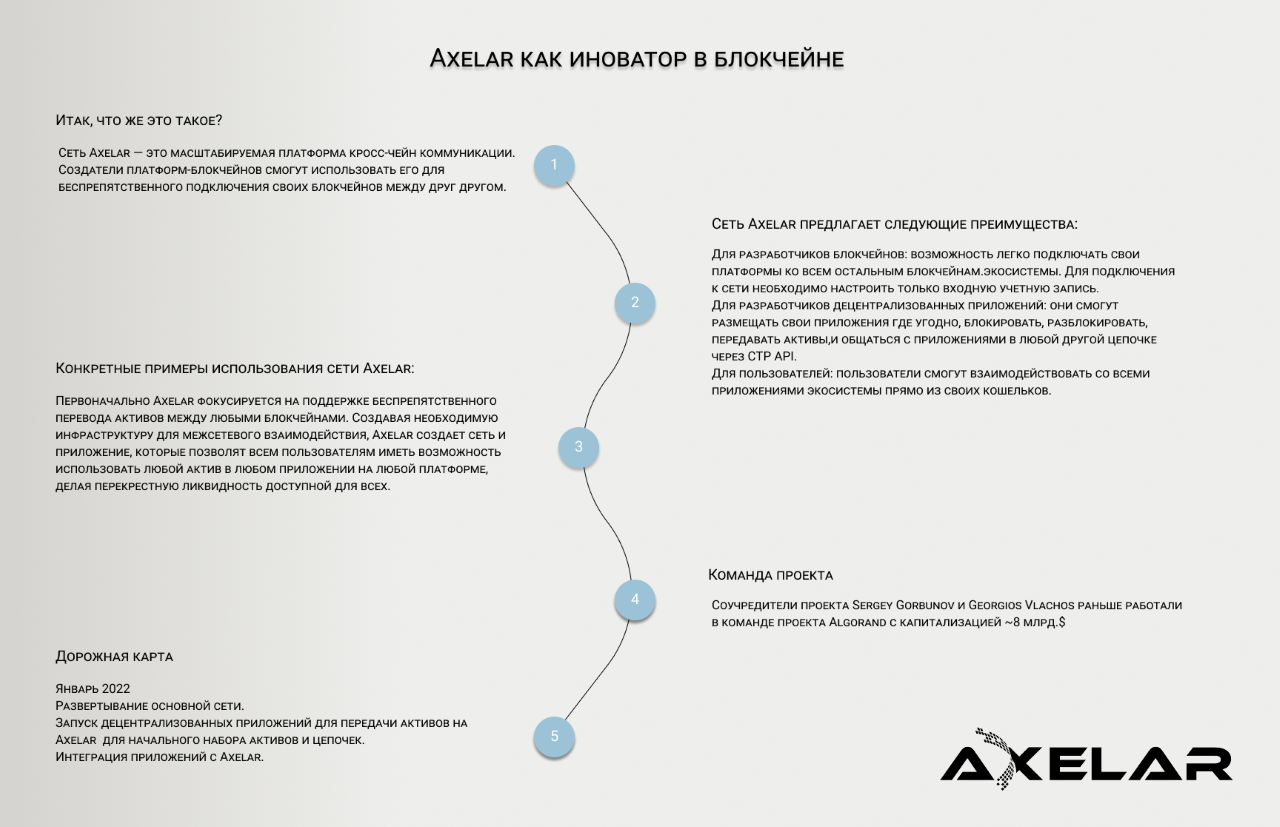 Axelar как иноватор в блокчейне
Итак, что же это такое?
Сеть Axelar — это масштабируемая платформа кросс-чейн коммуникации.
Создатели платформ-блокчейнов смогут использовать его для
беспрепятственного подключения своих блокчейнов между друг другом.
1
Сеть Axelar предлагает следующие преимущества:
Для разработчиков блокчейнов: возможность легко подключать свои
платформы ко всем остальным блокчейнам.экосистемы. Для подключения
к сети необходимо настроить только входную учетную запись.
Для разработчиков децентрализованных приложений: они смогут
размещать свои приложения где угодно, блокировать, разблокировать,
передавать активы,и общаться с приложениями в любой другой цепочке
через CTP API.
Для пользователей: пользователи смогут взаимодействовать со всеми
приложениями экосистемы прямо из своих кошельков.
2
Конкретные примеры использования сети Axelar:
Первоначально Axelar фокусируется на поддержке беспрепятственного
перевода активов между любыми блокчейнами. Создавая необходимую
инфраструктуру для межсетевого взаимодействия, Axelar создает сеть и
приложение, которые позволят всем пользователям иметь возможность
использовать любой актив в любом приложении на любой платформе,
делая перекрестную ликвидность доступной для всех.
3
Команда проекта
Соучредители проекта Sergey Gorbunov и Georgios Vlachos раньше работали
в команде проекта Algorand с капитализацией ~8 млрд.$
4
Дорожная карта
Январь 2022
Развертывание основной сети.
Запуск децентрализованных приложений для передачи активов на
Axelar для начального набора активов и цепочек.
Интеграция приложений с Axelar.
5
AXELAR